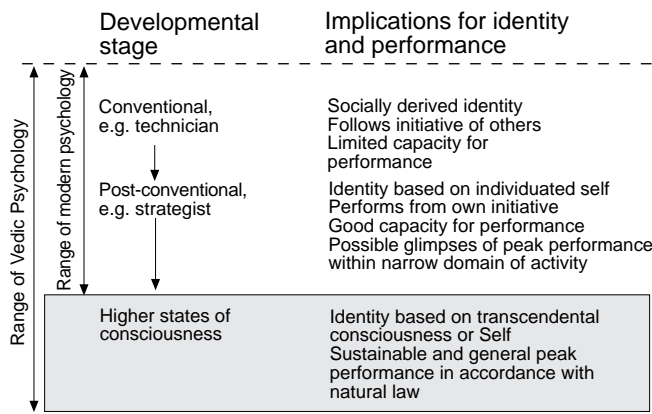 Developmental
stage
Implications for identity
and performance
Range of Vedic Psychology
Range of modern psychology
Conventional,
e.g. technician
Socially derived identity
Follows initiative of others
Limited capacity for
performance
Post-conventional,
e.g. strategist
Identity based on individuated self
Performs from own initiative
Good capacity for performance
Possible glimpses of peak performance
within narrow domain of activity
Higher states of
consciousness
Identity based on transcendental
consciousness or Self
Sustainable and general peak
performance in accordance with
natural law